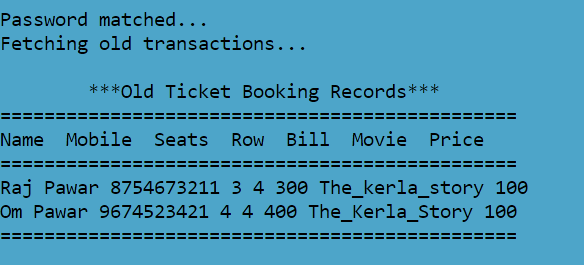 Password matched...
Fetching old transactions...
***Old Ticket Booking Records***
===============================================
Name  Mobile  Seats  Row  Bill  Movie  Price
===============================================
Raj Pawar 8754673211 3 4 300 The_kerla_story 100
Om Pawar 9674523421 4 4 400 The_Kerla_Story 100
===============================================